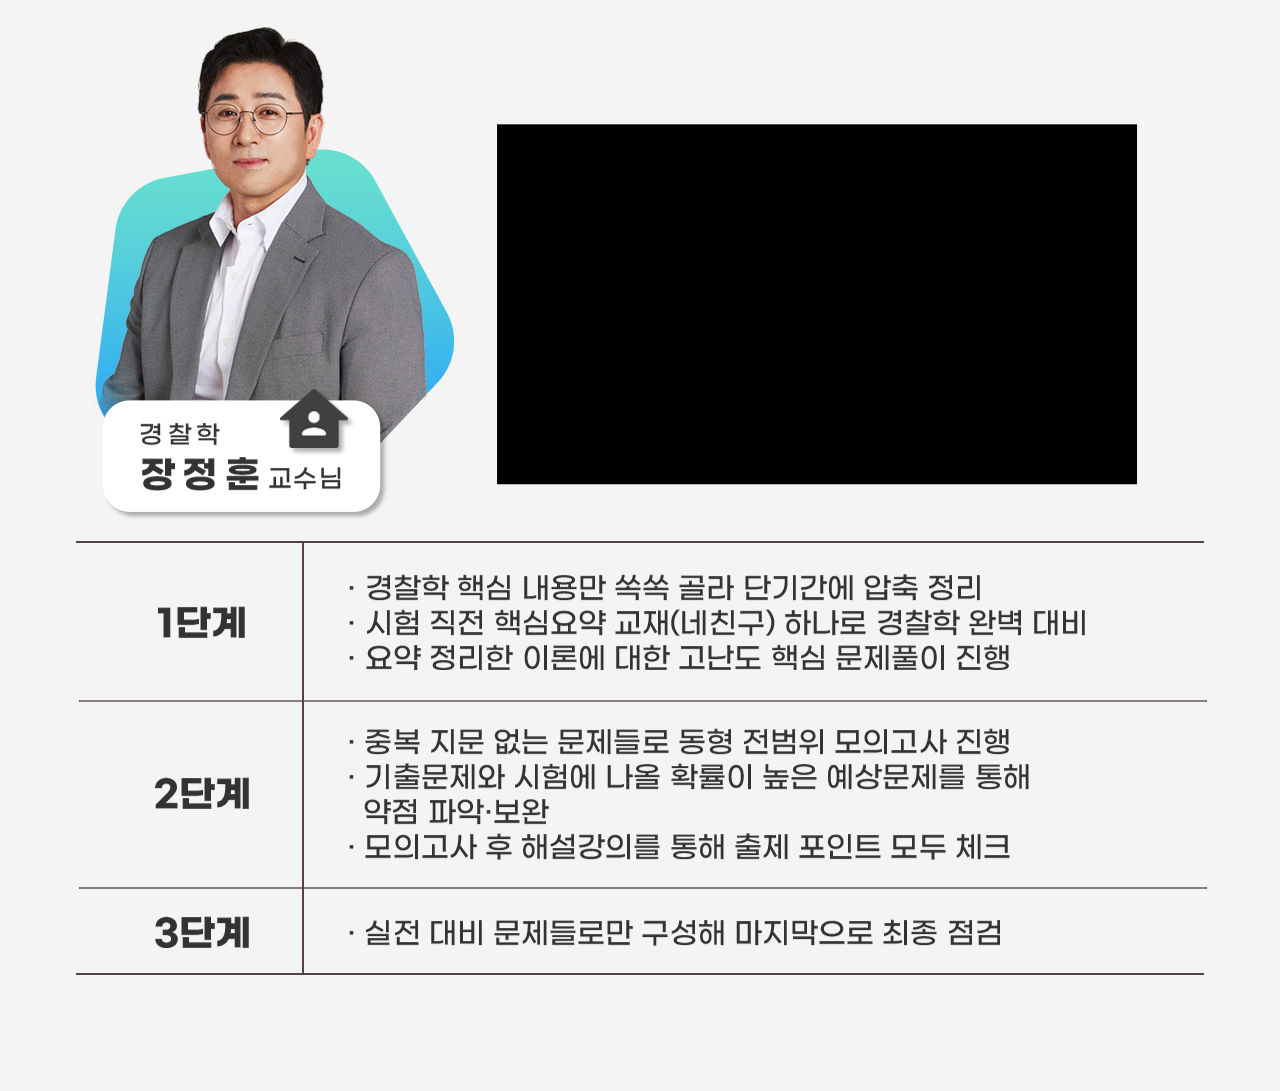 경찰학
장정훈 교수님
1단계
· 경찰학 핵심 내용만 쏙쏙 골라 단기간에 압축 정리
· 시험 직전 핵심요약 교재(네친구) 하나로 경찰학 완벽 대비
· 요약 정리한 이론에 대한 고난도 핵심 문제풀이 진행
2단계
· 중복 지문 없는 문제들로 동형 전범위 모의고사 진행
· 기출문제와 시험에 나올 확률이 높은 예상문제를 통해
약점 파악·보완
· 모의고사 후 해설강의를 통해 출제 포인트 모두 체크
3단계
· 실전 대비 문제들로만 구성해 마지막으로 최종 점검